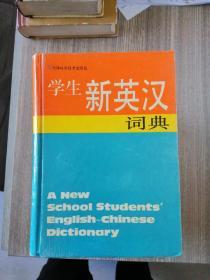 学生
新英汉
词典
A New
School Students'
English-Chinese
Dictionary